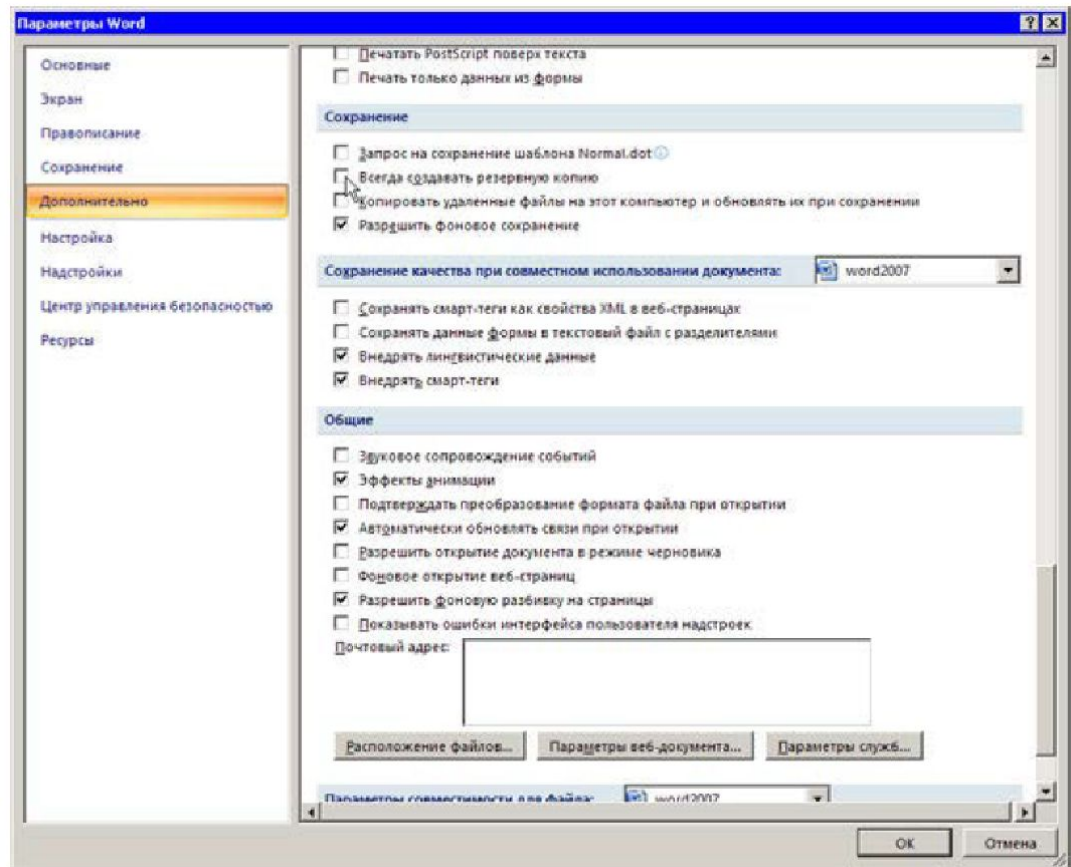 Параметры Word
Основные
Экран
Правописание
Сохранение
Дополнительно
Настройка
Надстройки
Центр управления безопасностью
Ресурсы
Печатать PostScript поверх текста
Печать только данных из формы
Сохранение
Запрос на сохранение шаблона Normal.dot
Всегда создавать резервную копию
Копировать удаленные файлы на этот компьютер и обновлять их при сохранении
Разрешить фоновое сохранение
Сохранение качества при совместном использовании документа: word2007
Сохранять смарт-теги как свойства XML в веб-страницах
Сохранять данные формы в текстовый файл с разделителями
Внедрять лингвистические данные
Внедрять смарт-теги
Общие
Звуковое сопровождение событий
Эффекты анимации
Подтверждать преобразование формата файла при открытии
Автоматически обновлять связи при открытии
Разрешить открытие документа в режиме черновика
Фоновое открытие веб-страниц
Разрешить фоновую разбивку на страницы
Показывать ошибки интерфейса пользователя надстроек
Почтовый адрес:
Расположение файлов... Параметры веб-документа... Параметры служб...
Параметры совместимости для файла: word2007
ОК Отмена